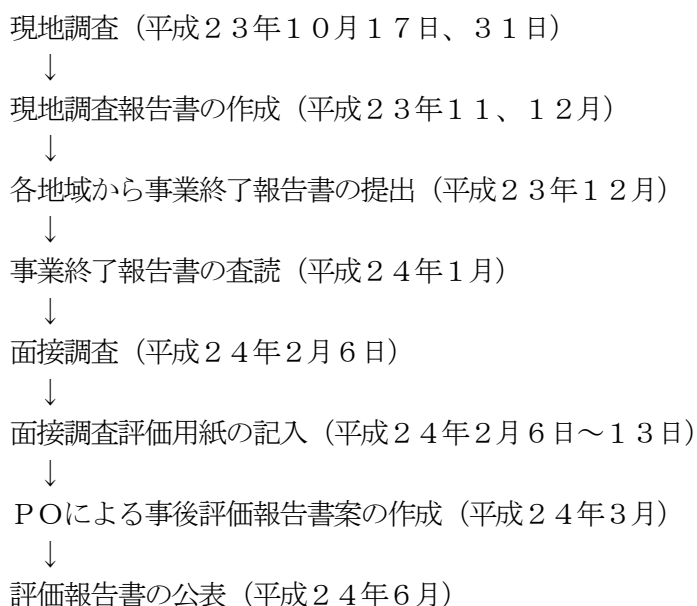 現地調査（平成２３年１０月１７日、３１日）
↓
現地調査報告書の作成（平成２３年１１、１２月）
↓
各地域から事業終了報告書の提出（平成２３年１２月）
↓
事業終了報告書の査読（平成２４年１月）
↓
面接調査（平成２４年２月６日）
↓
面接調査評価用紙の記入（平成２４年２月６日～１３日）
↓
ＰＯによる事後評価報告書案の作成（平成２４年３月）
↓
評価報告書の公表（平成２４年６月）